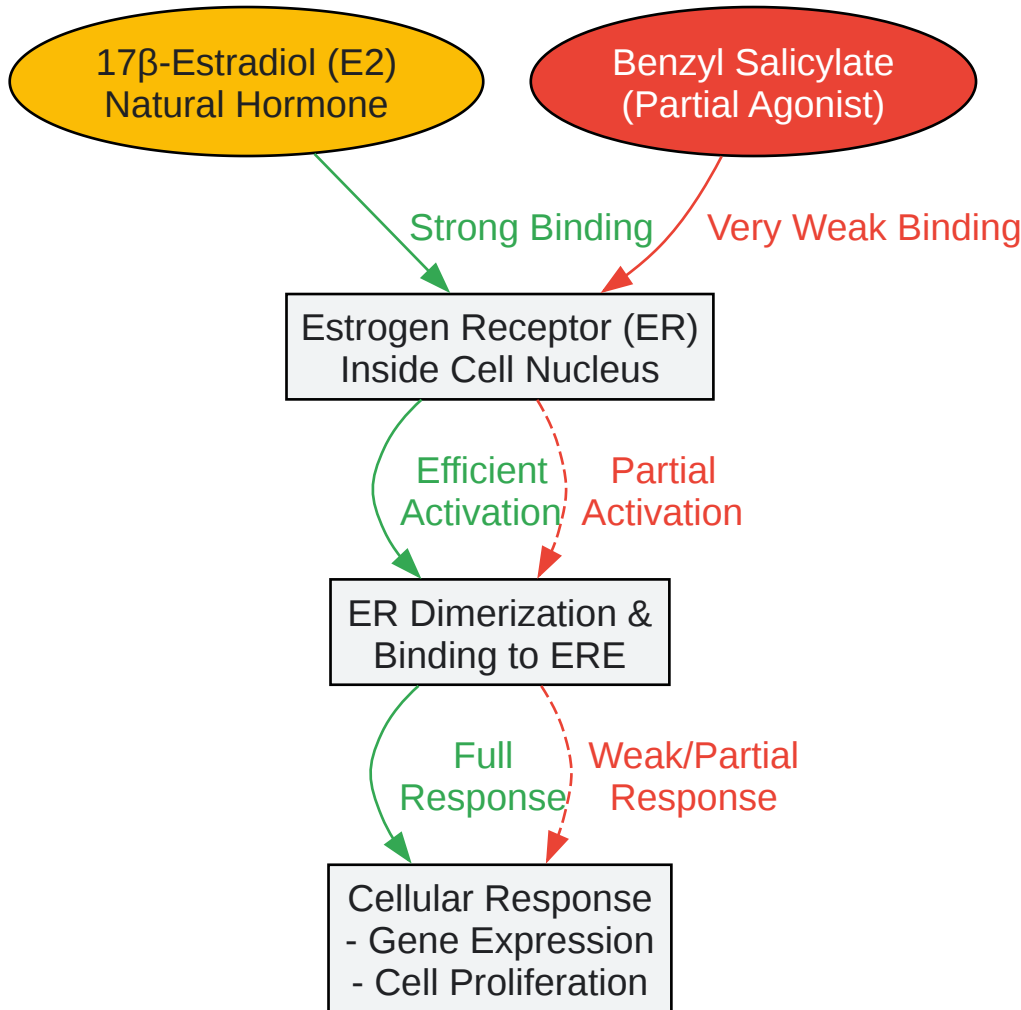 17β-Estradiol (E2)
Natural Hormone
Benzyl Salicylate
(Partial Agonist)
Strong Binding
Very Weak Binding
Estrogen Receptor (ER)
Inside Cell Nucleus
Efficient
Activation
Partial
Activation
ER Dimerization &
Binding to ERE
Full
Response
Weak/Partial
Response
Cellular Response
- Gene Expression
- Cell Proliferation